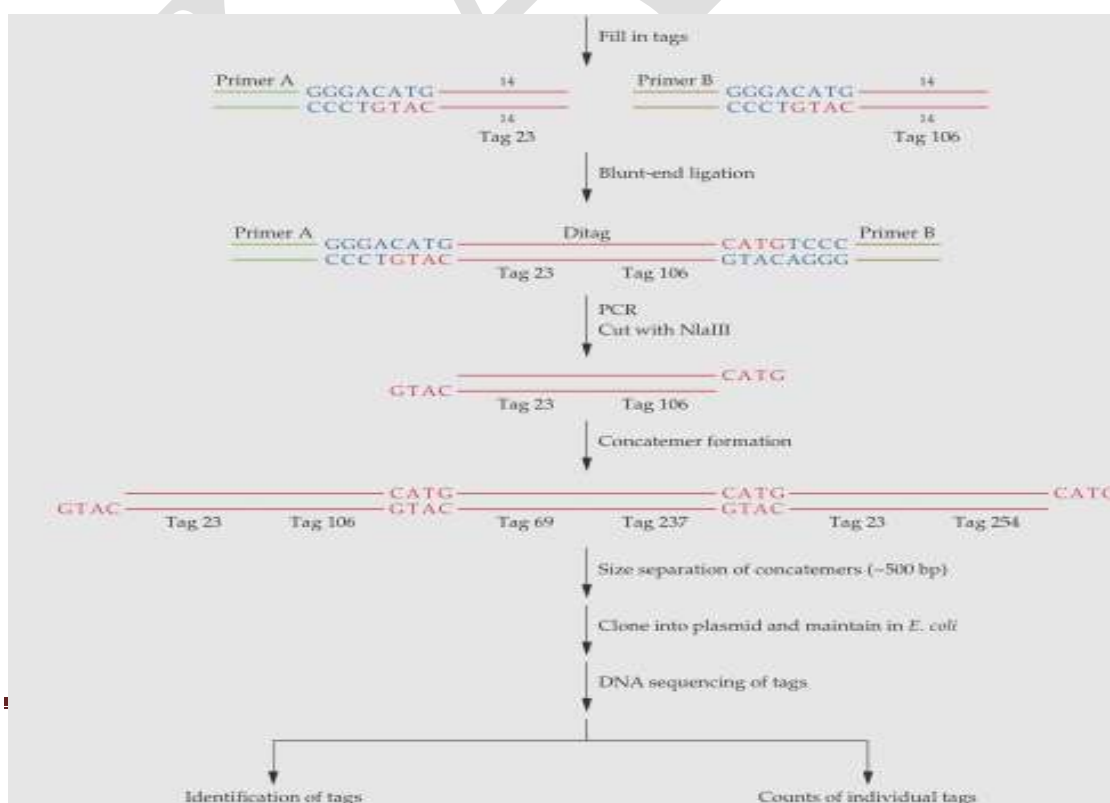 Fill in tags
Primer A GGGACATG 14 Primer B GGGACATG 14
CCCTGTAC 14 CCCTGTAC 14
Tag 23 Tag 106
Blunt-end ligation
Primer A GGGACATG Ditag CATGTCCC Primer B
CCCTGTAC Tag 23 Tag 106 GTACAGGG
PCR
Cut with NlaIII
CATG
GTAC Tag 23 Tag 106
Concatemer formation
CATG CATG CATG
GTAC GTAC GTAC
Tag 23 Tag 106 Tag 69 Tag 237 Tag 23 Tag 254
Size separation of concatemers (~500 bp)
Clone into plasmid and maintain in E. coli
DNA sequencing of tags
Identification of tags Counts of individual tags